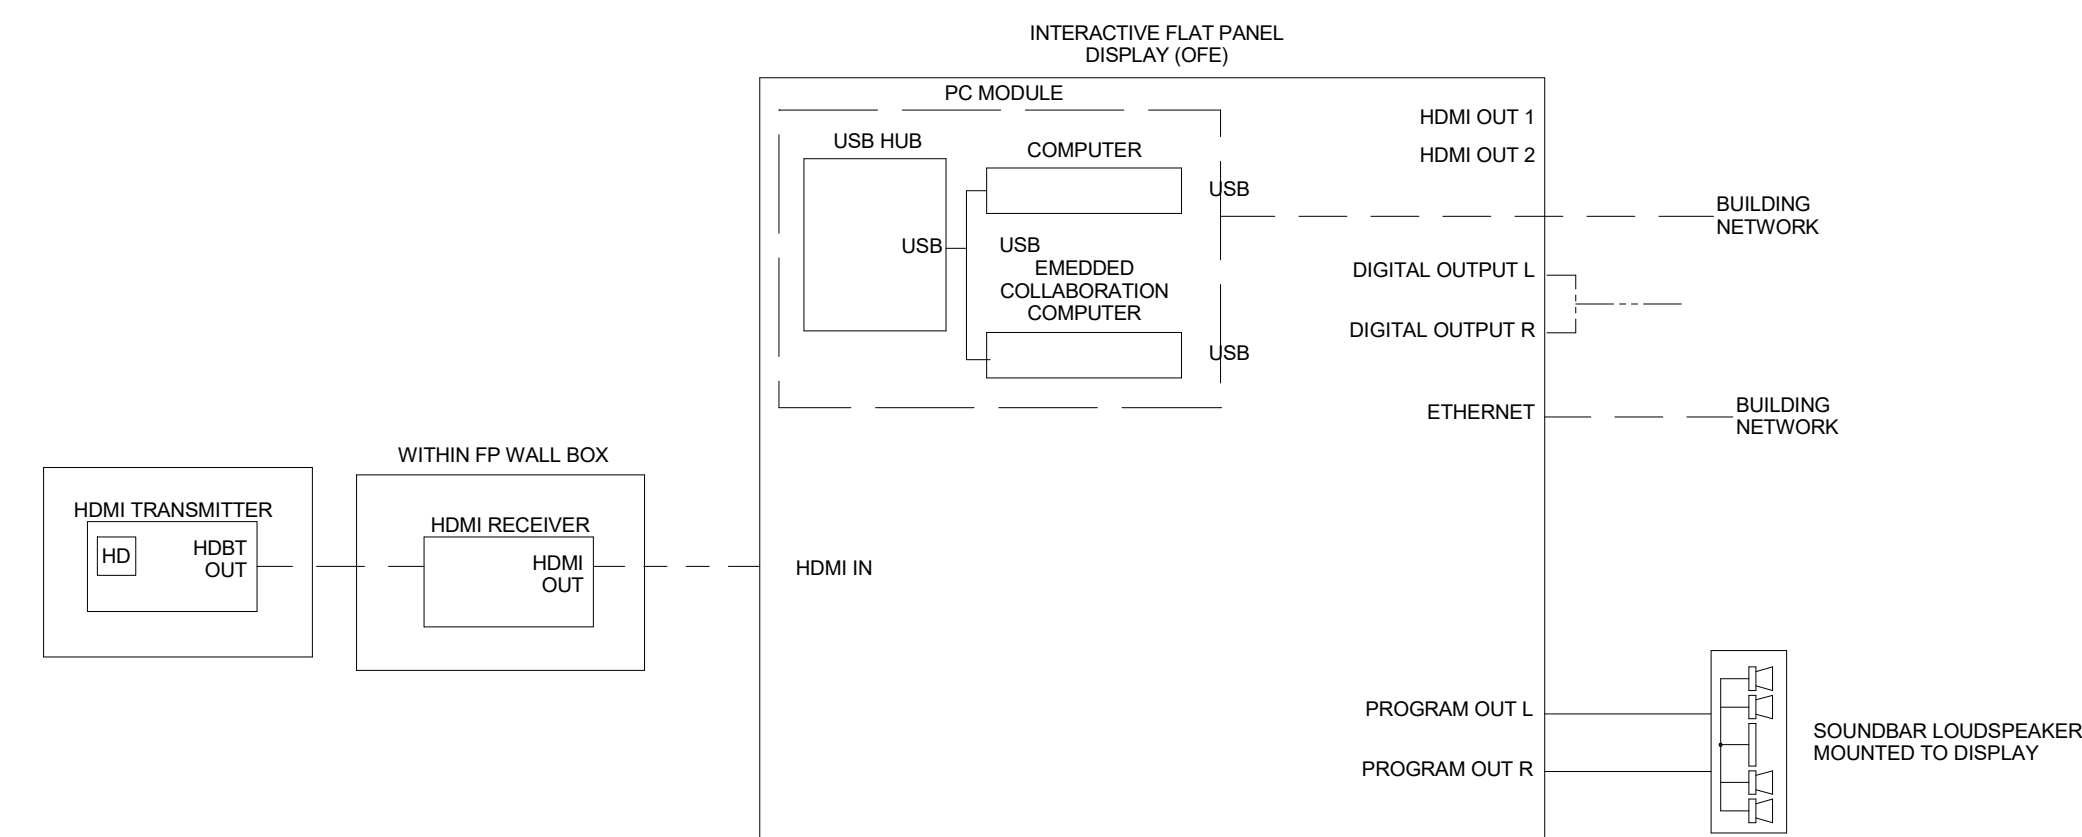 INTERACTIVE FLAT PANEL
DISPLAY (OFE)
PC MODULE
HDMI OUT 1
USB HUB
COMPUTER
HDMI OUT 2
USB
BUILDING
NETWORK
USB
USB
EMEDDED
COLLABORATION
COMPUTER
DIGITAL OUTPUT L
DIGITAL OUTPUT R
USB
ETHERNET
BUILDING
NETWORK
WITHIN FP WALL BOX
HDMI TRANSMITTER
HD
HDBT
OUT
HDMI RECEIVER
HDMI
OUT
HDMI IN
PROGRAM OUT L
PROGRAM OUT R
SOUNDBAR LOUDSPEAKER
MOUNTED TO DISPLAY